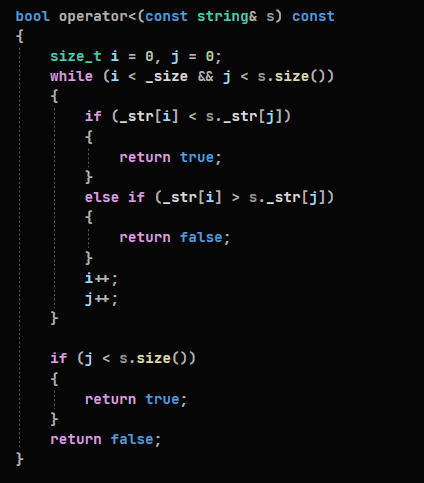 bool operator<(const string& s) const
{
    size_t i = 0, j = 0;
    while (i < _size && j < s.size())
    {
        if (_str[i] < s._str[j])
        {
            return true;
        }
        else if (_str[i] > s._str[j])
        {
            return false;
        }
        i++;
        j++;
    }

    if (j < s.size())
    {
        return true;
    }
    return false;
}